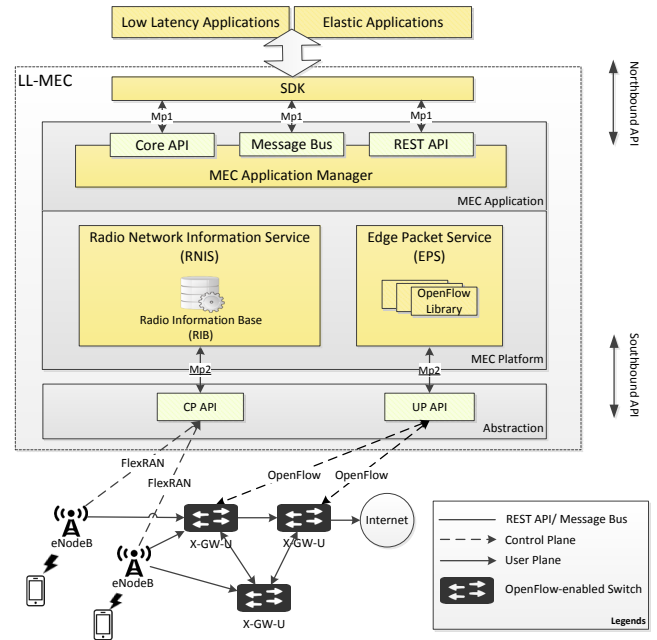 Low Latency Applications
Elastic Applications
LL-MEC
SDK
Mp1
Mp1
Mp1
Core API
Message Bus
REST API
MEC Application Manager
MEC Application
Northbound API
Radio Network Information Service
(RNIS)
Radio Information Base
(RIB)
Edge Packet Service
(EPS)
OpenFlow
Library
MEC Platform
Mp2
Mp2
Southbound API
CP API
UP API
Abstraction
FlexRAN
FlexRAN
OpenFlow
OpenFlow
eNodeB
eNodeB
X-GW-U
X-GW-U
X-GW-U
Internet
REST API/ Message Bus
Control Plane
User Plane
OpenFlow-enabled Switch
Legends